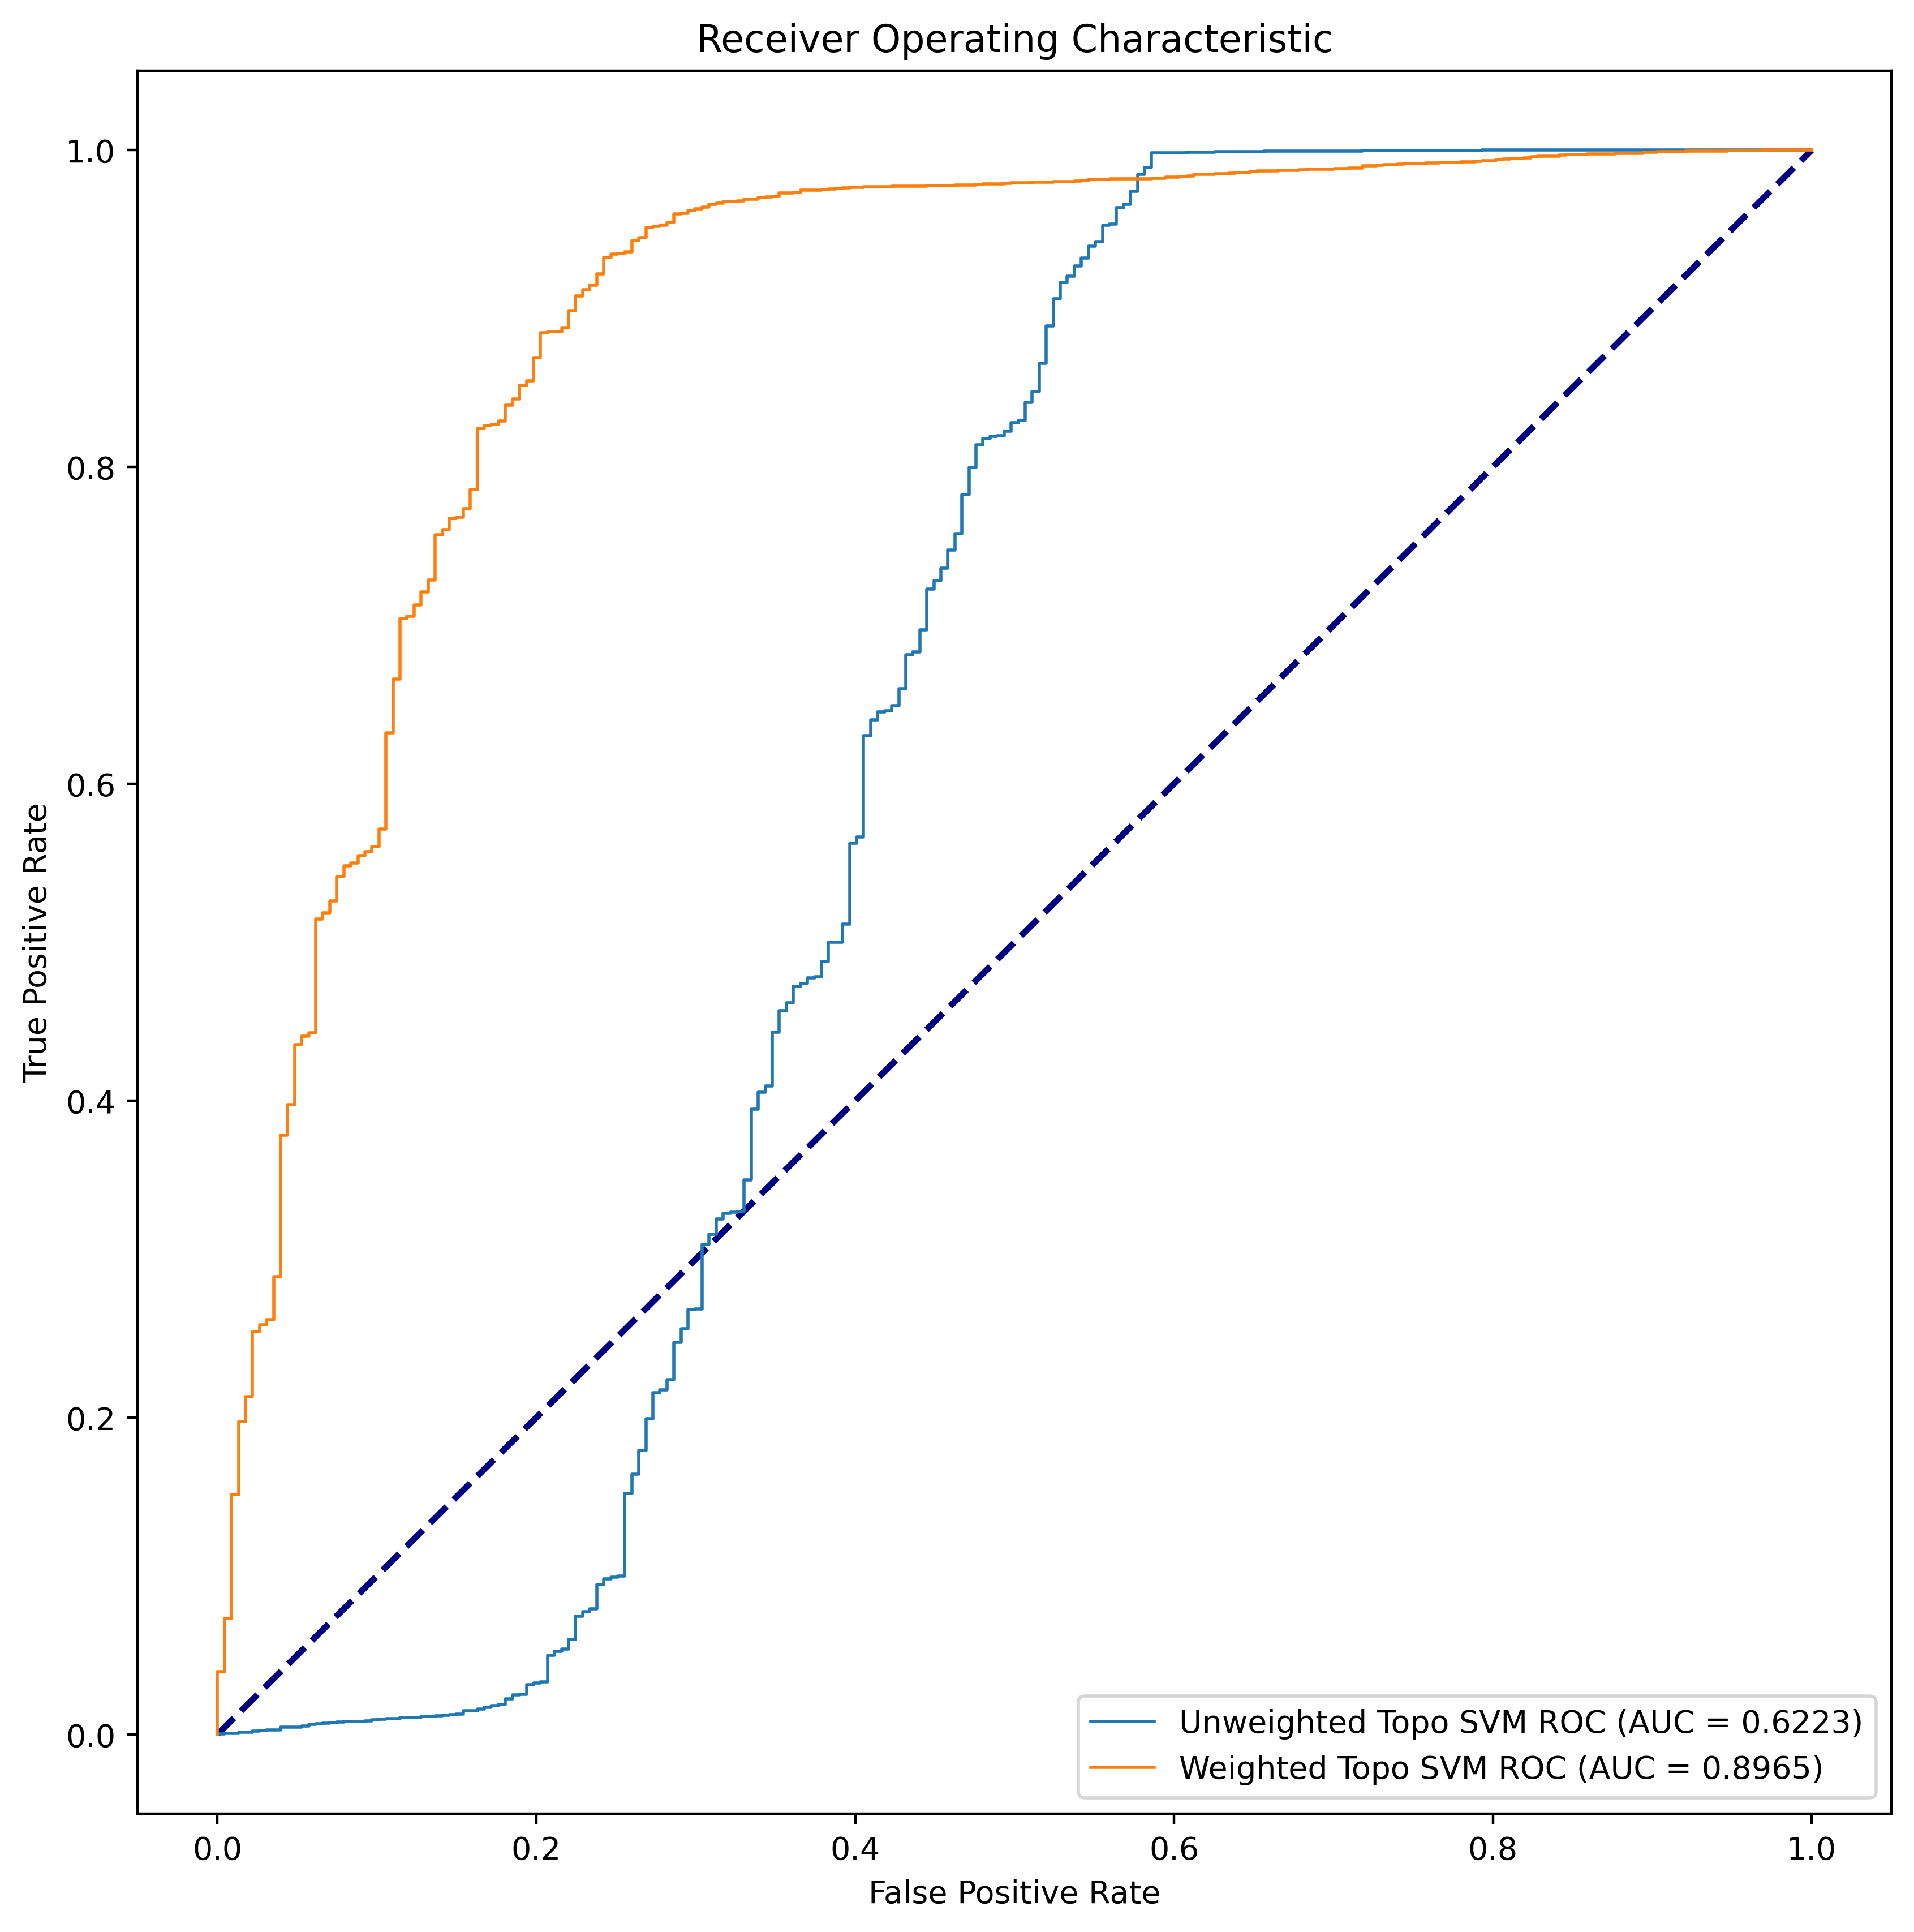 Receiver Operating Characteristic
True Positive Rate
1.0
0.8
0.6
0.4
0.2
0.0
Unweighted Topo SVM ROC (AUC = 0.6223)
Weighted Topo SVM ROC (AUC = 0.8965)
0.0 0.2 0.4 0.6 0.8 1.0
False Positive Rate